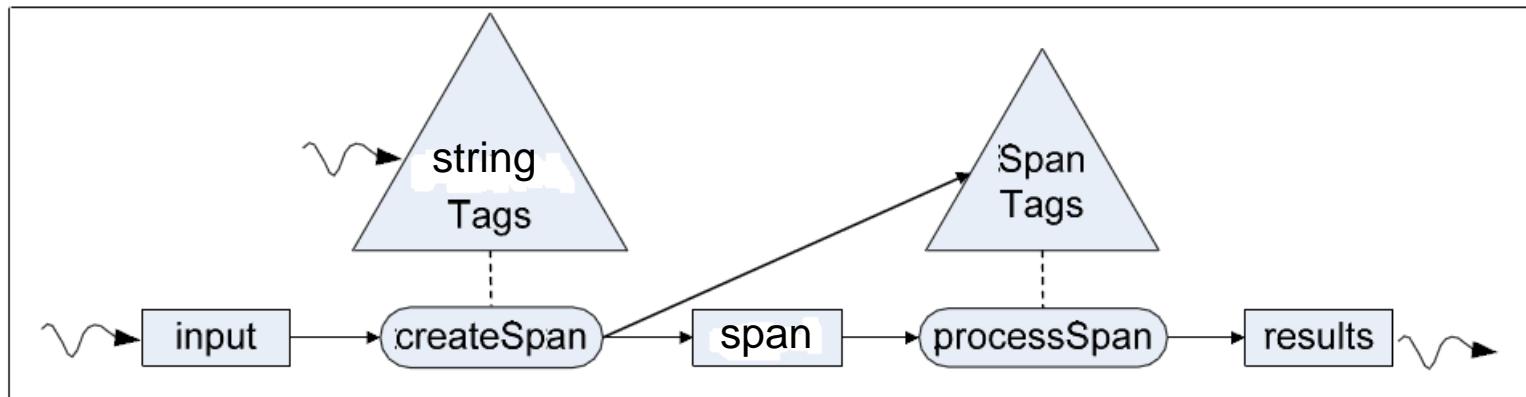 string
Tags
Span
Tags
input
createSpan
span
processSpan
results